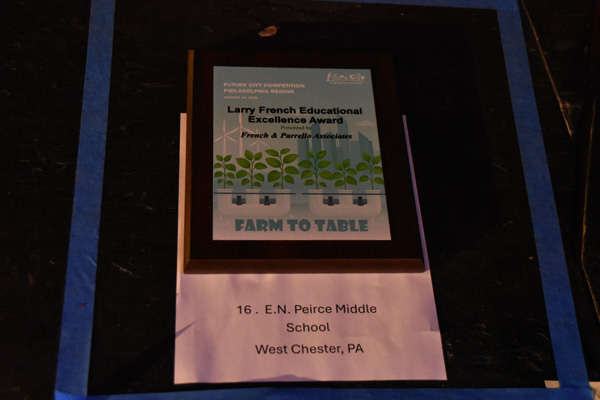 FUTURE CITY COMPETITION
PHILADELPHIA REGION
Larry French Educational
Excellence Award
Presented by
French & Parrello Associates
FARM TO TABLE
16 . E.N. Peirce Middle
School
West Chester, PA